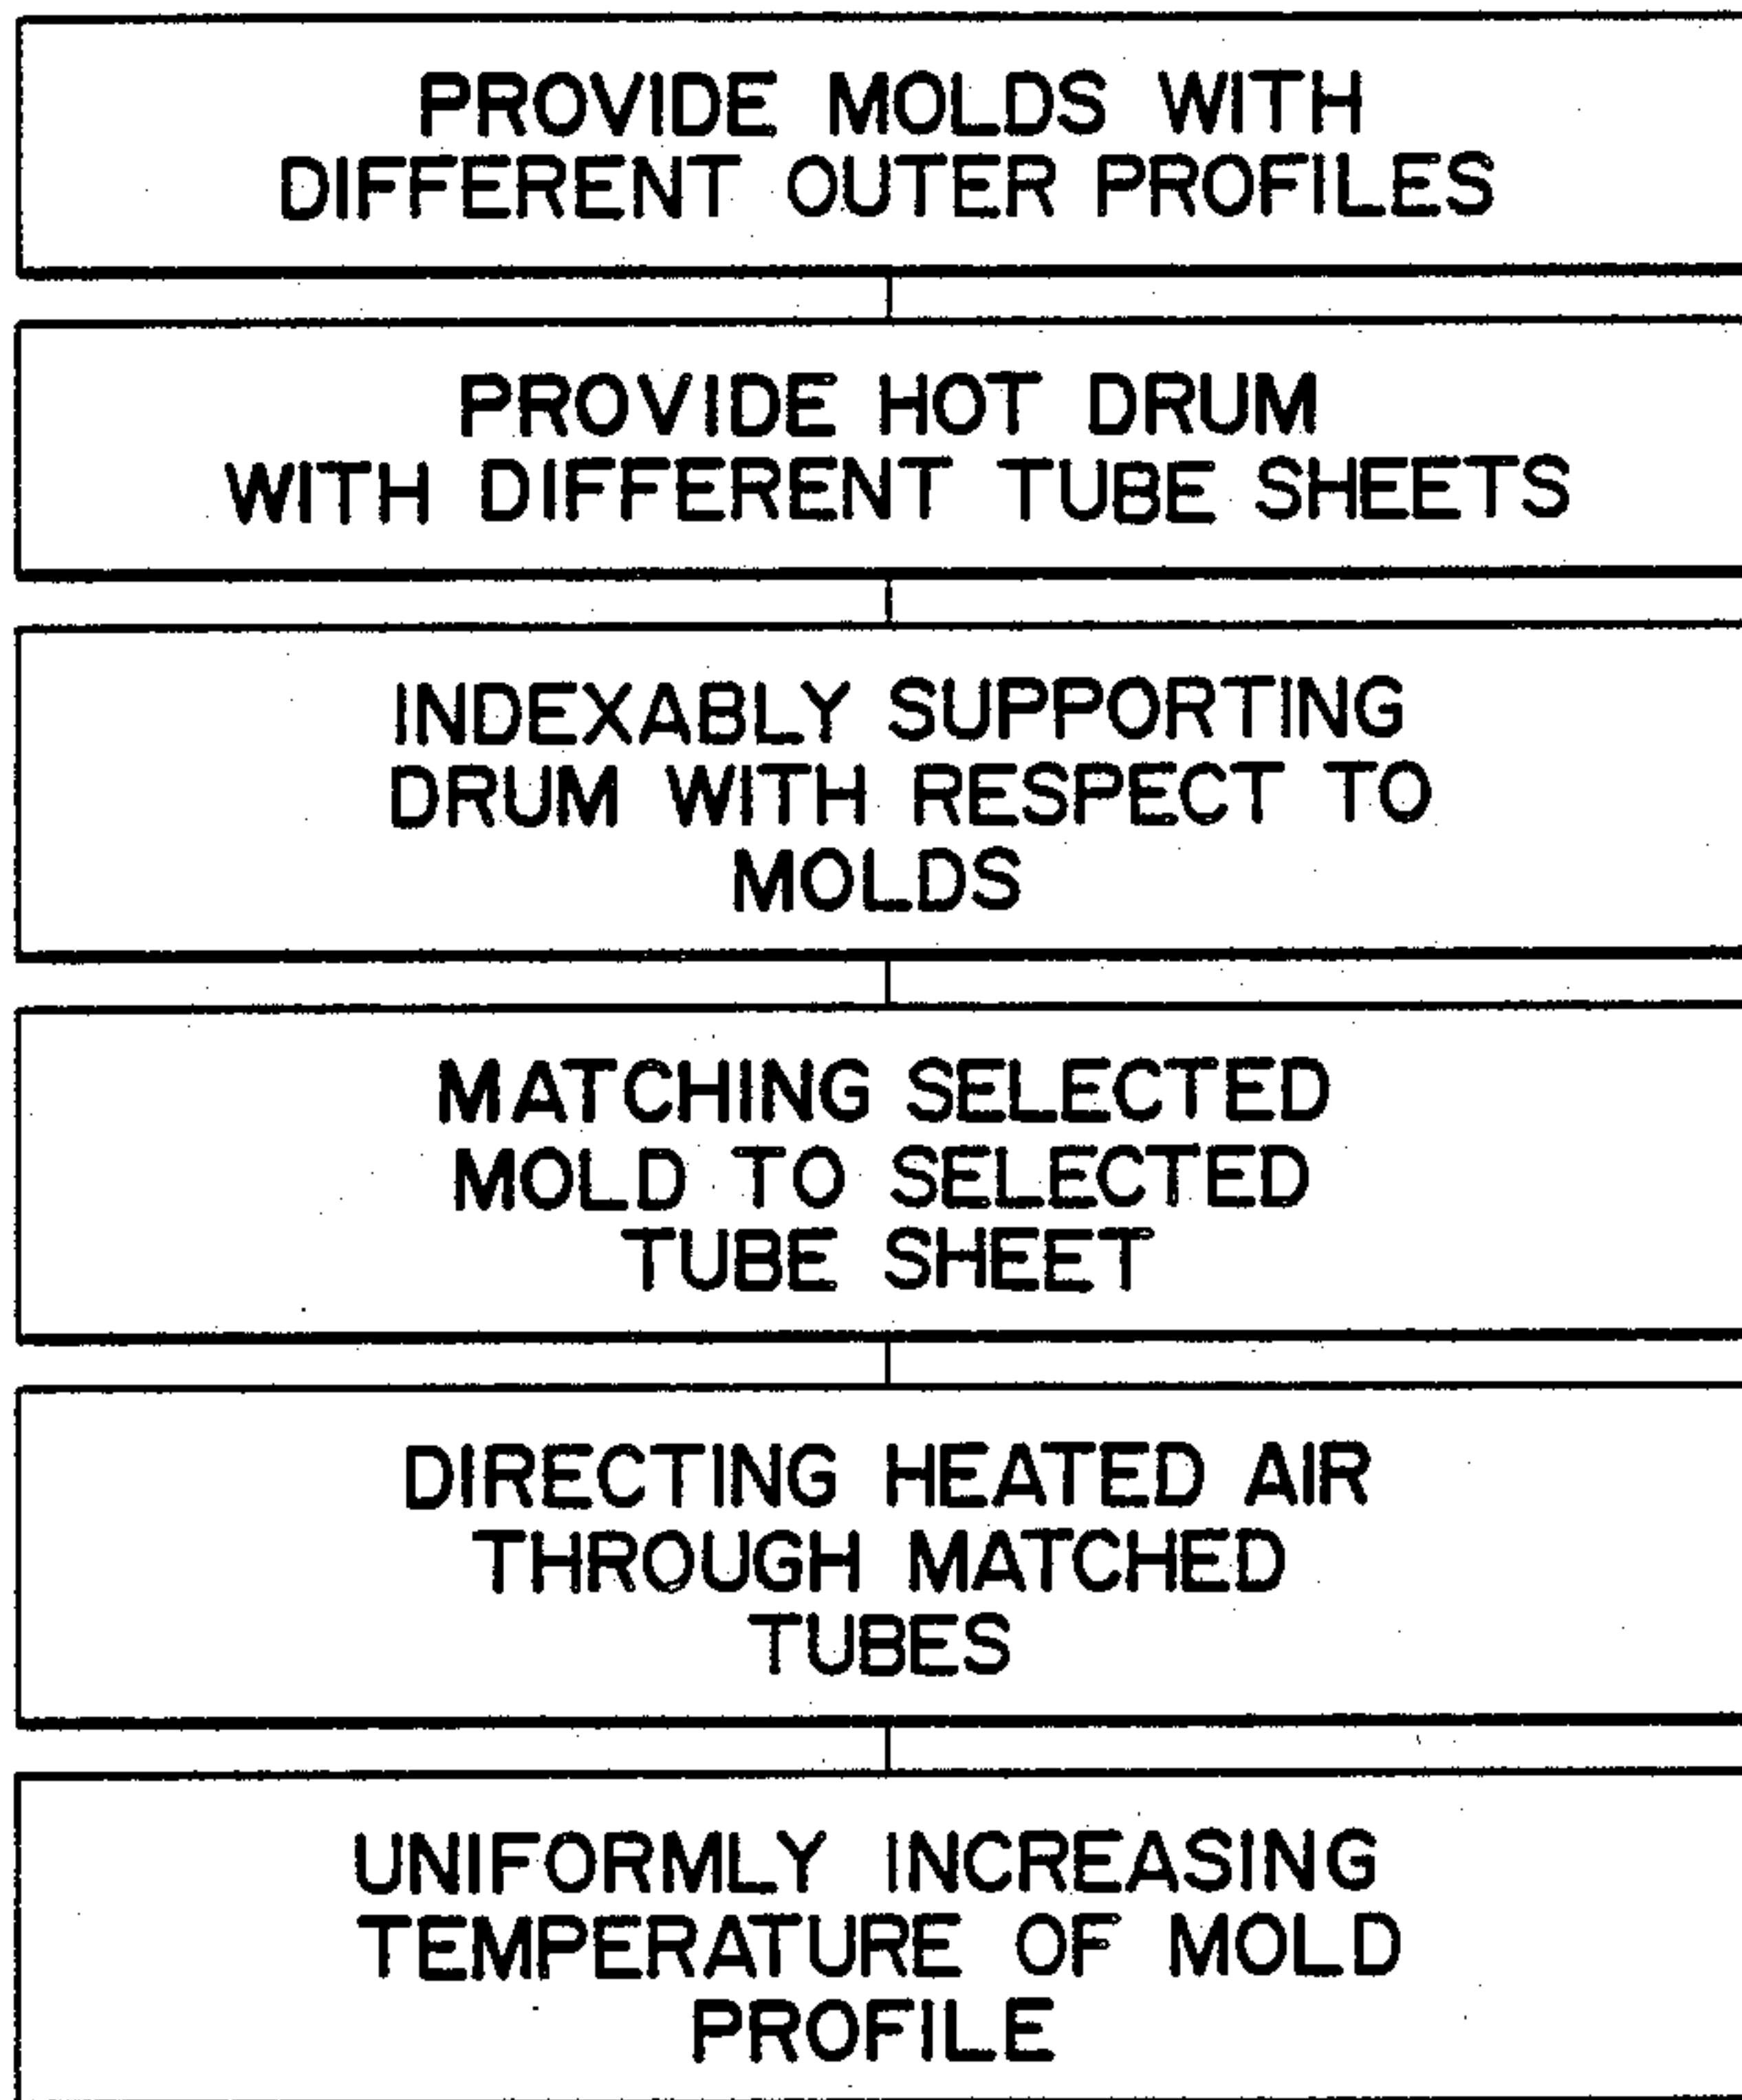 PROVIDE MOLDS WITH
DIFFERENT OUTER PROFILES
PROVIDE HOT DRUM
WITH DIFFERENT TUBE SHEETS
INDEXABLY SUPPORTING
DRUM WITH RESPECT TO
MOLDS
MATCHING SELECTED
MOLD TO SELECTED
TUBE SHEET
DIRECTING HEATED AIR
THROUGH MATCHED
TUBES
UNIFORMLY INCREASING
TEMPERATURE OF MOLD
PROFILE